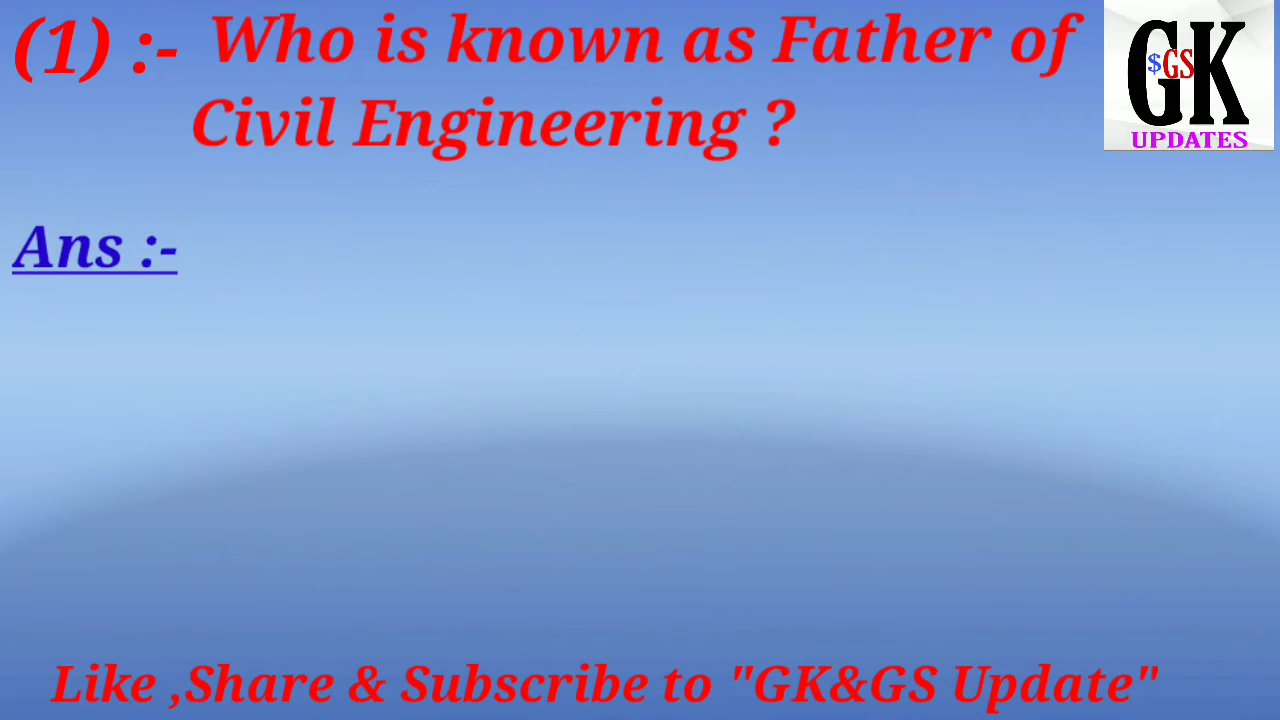 (1) :- Who is known as Father of
Civil Engineering ?
GK
$GS
UPDATES
Ans :-
Like ,Share & Subscribe to "GK&GS Update"